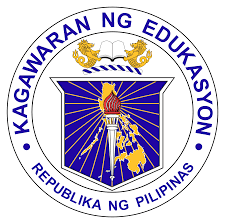 KAGAWARAN NG EDUKASYON
REPUBLIKA NG PILIPINAS